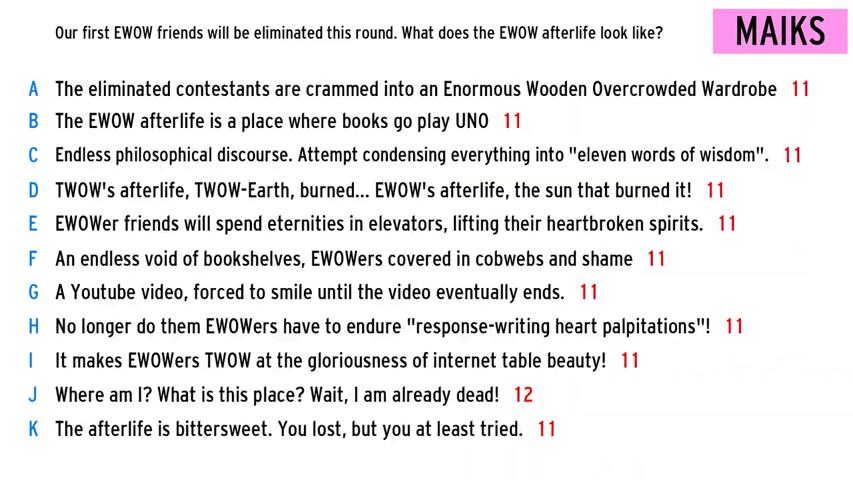 Our first EWOW friends will be eliminated this round. What does the EWOW afterlife look like?
MAIKS
A The eliminated contestants are crammed into an Enormous Wooden Overcrowded Wardrobe 11
B The EWOW afterlife is a place where books go play UNO 11
C Endless philosophical discourse. Attempt condensing everything into "eleven words of wisdom". 11
D TWOW's afterlife, TWOW-Earth, burned... EWOW's afterlife, the sun that burned it! 11
E EWOWer friends will spend eternities in elevators, lifting their heartbroken spirits. 11
F An endless void of bookshelves, EWOWers covered in cobwebs and shame 11
G A Youtube video, forced to smile until the video eventually ends. 11
H No longer do them EWOWers have to endure "response-writing heart palpitations"! 11
I It makes EWOWers TWOW at the gloriousness of internet table beauty! 11
J Where am I? What is this place? Wait, I am already dead! 12
K The afterlife is bittersweet. You lost, but you at least tried. 11